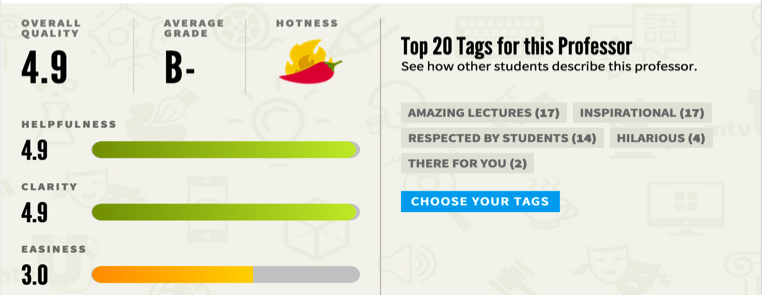 OVERALL QUALITY
4.9
AVERAGE GRADE
B-
HOTNESS
HELPFULNESS
4.9
CLARITY
4.9
EASINESS
3.0
Top 20 Tags for this Professor
See how other students describe this professor.
AMAZING LECTURES (17) INSPIRATIONAL (17)
RESPECTED BY STUDENTS (14) HILARIOUS (4)
THERE FOR YOU (2)
CHOOSE YOUR TAGS